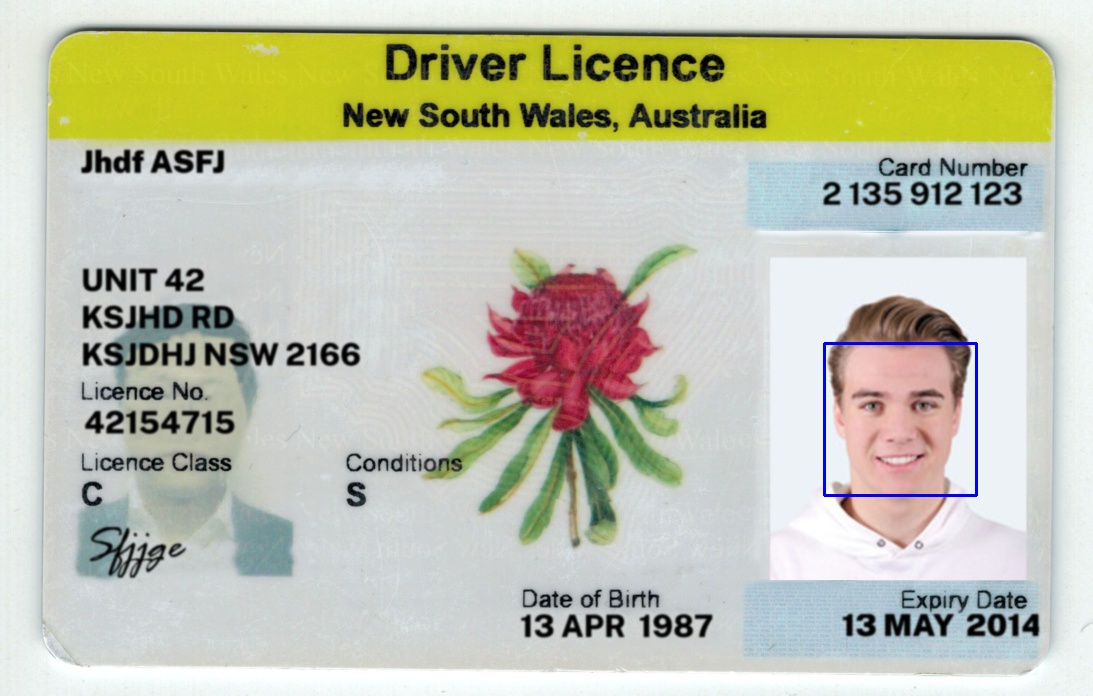 Driver Licence
New South Wales, Australia
Jhdf ASFJ
Card Number
2 135 912 123
UNIT 42
KSJHD RD
KSJDHJ NSW 2166
Licence No.
42154715
Licence Class
C
Conditions
S
Sfjjge
Date of Birth
13 APR 1987
Expiry Date
13 MAY 2014